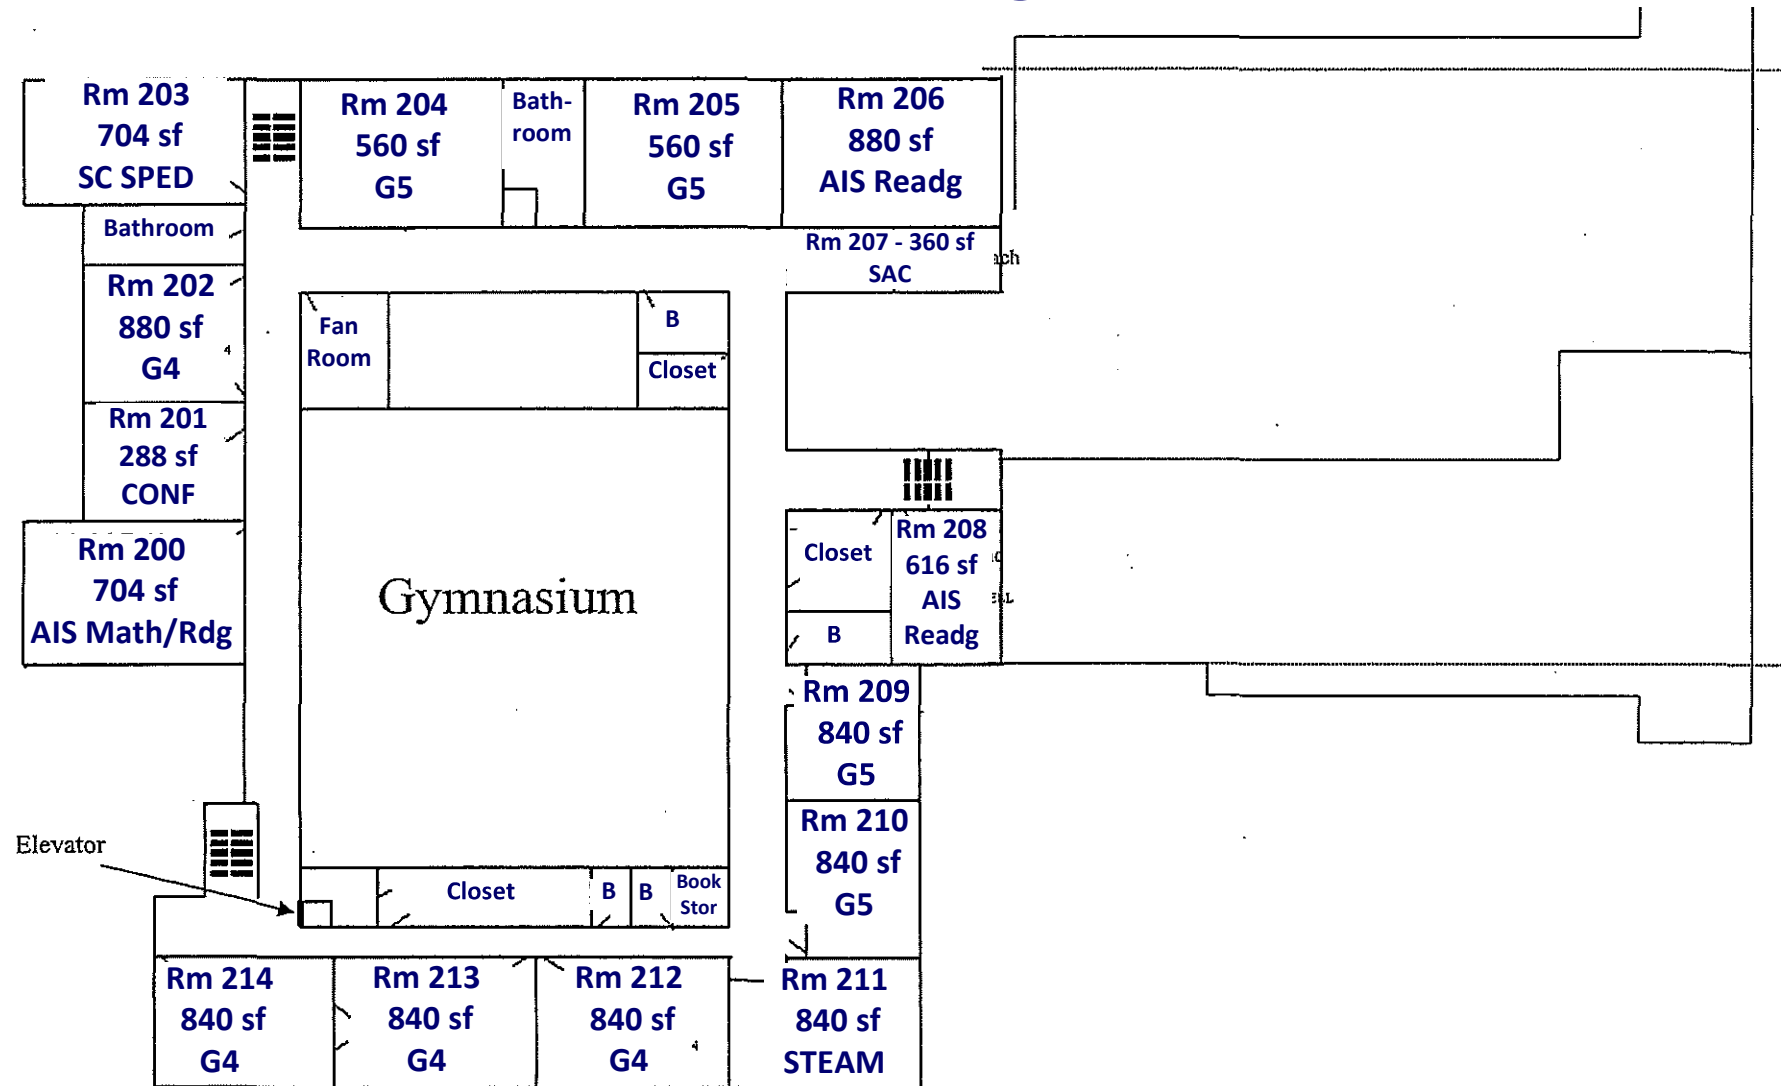 Rm 203
704 sf
SC SPED
Rm 204
560 sf
G5
Bath-
room
Rm 205
560 sf
G5
Rm 206
880 sf
AIS Readg
Bathroom
Rm 207 - 360 sf
SAC
ach
Rm 202
880 sf
G4
4
Fan
Room
B
Closet
Rm 201
288 sf
CONF
Rm 200
704 sf
AIS Math/Rdg
Gymnasium
Closet
B
Rm 208
616 sf
AIS
Readg
Rm 209
840 sf
G5
Rm 210
840 sf
G5
Elevator
Closet
B
B
Book
Stor
Rm 214
840 sf
G4
Rm 213
840 sf
G4
Rm 212
840 sf
G4
4
Rm 211
840 sf
STEAM